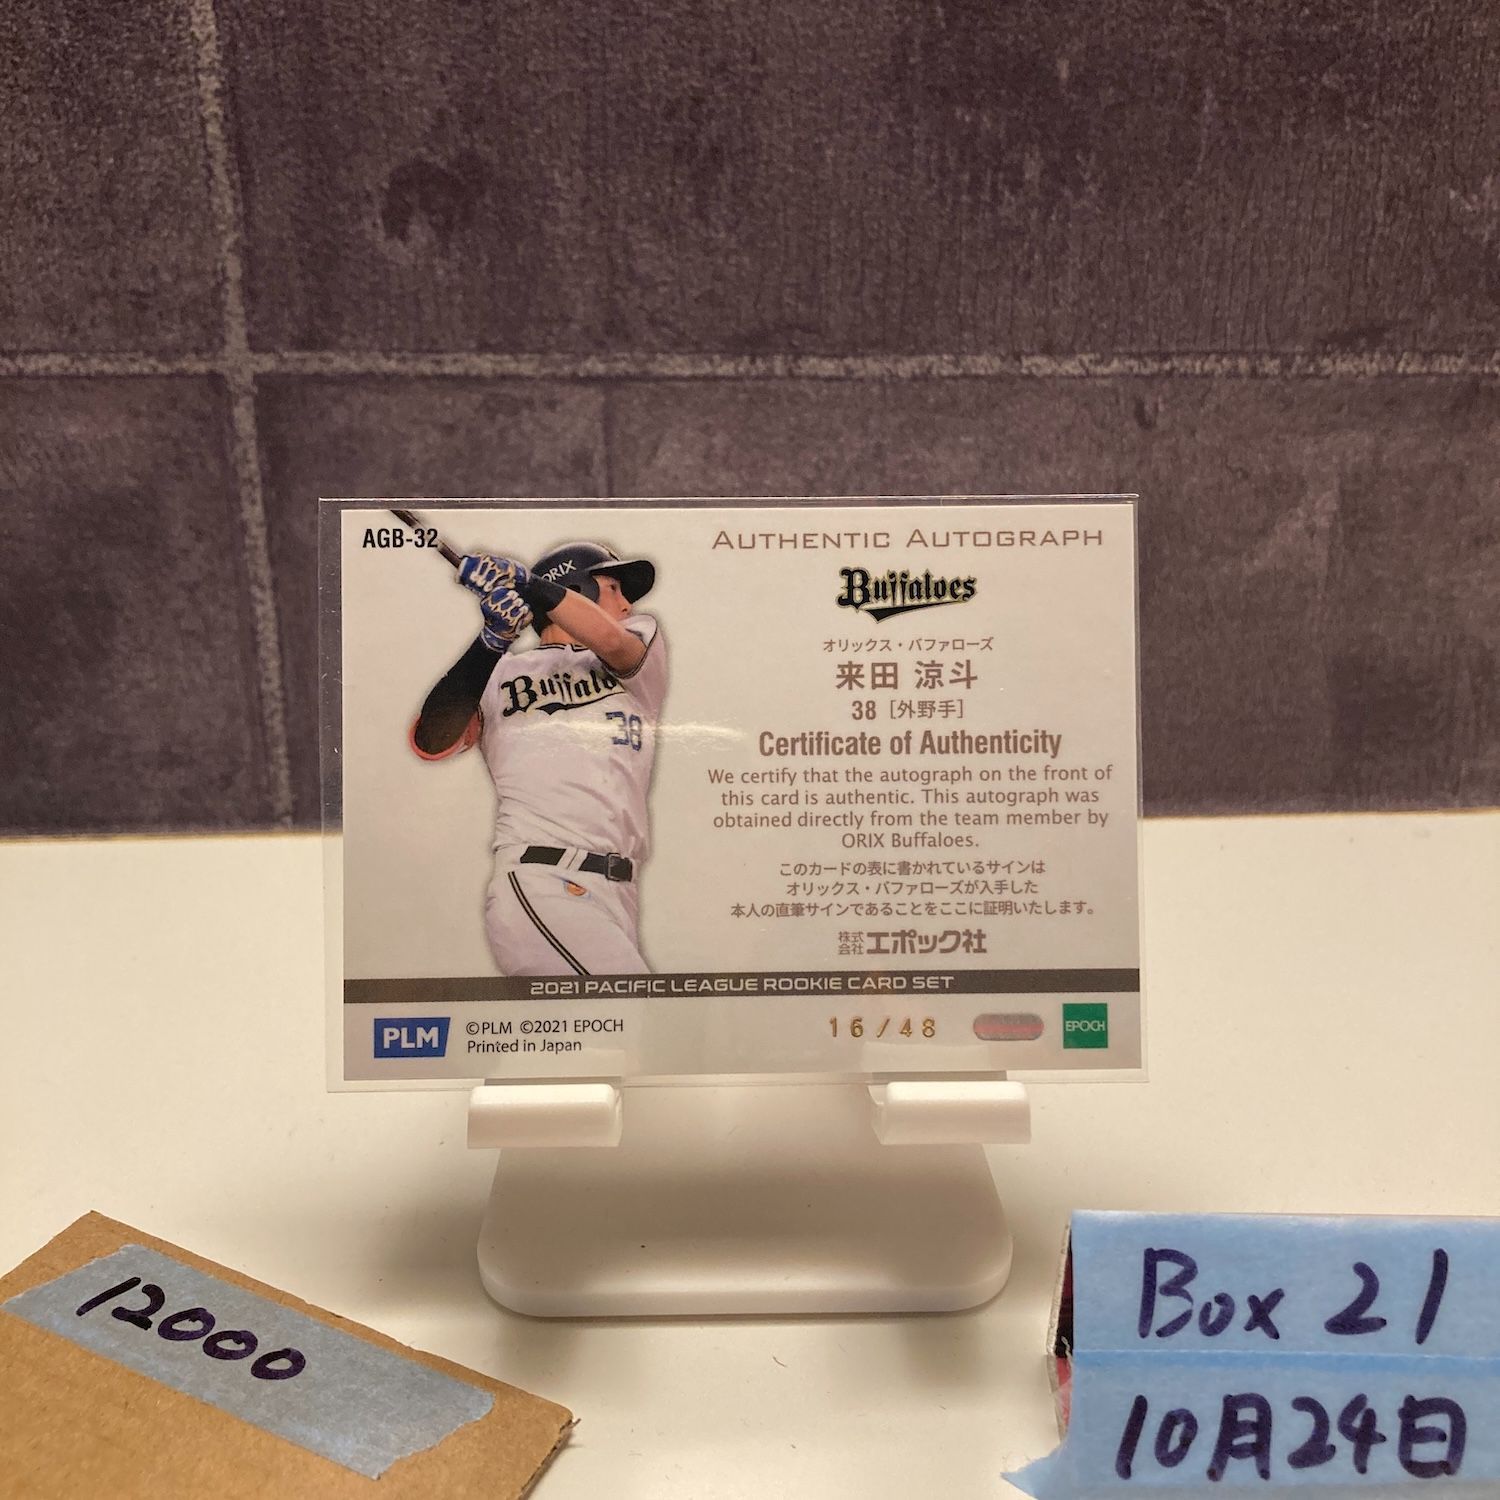 AGB-32
AUTHENTIC AUTOGRAPH
ORIX
Buffaloes
オリックス・バファローズ
来田 涼斗
38 [外野手]
Buffalo
38
Certificate of Authenticity
We certify that the autograph on the front of
this card is authentic. This autograph was
obtained directly from the team member by
ORIX Buffaloes.
このカードの表に書かれているサインは
オリックス・バファローズが入手した
本人の直筆サインであることをここに証明いたします。
株式会社エポック社
2021 PACIFIC LEAGUE ROOKIE CARD SET
PLM
©PLM ©2021 EPOCH
Printed in Japan
16/48
EPOCH
12000
Box 21
10月24日